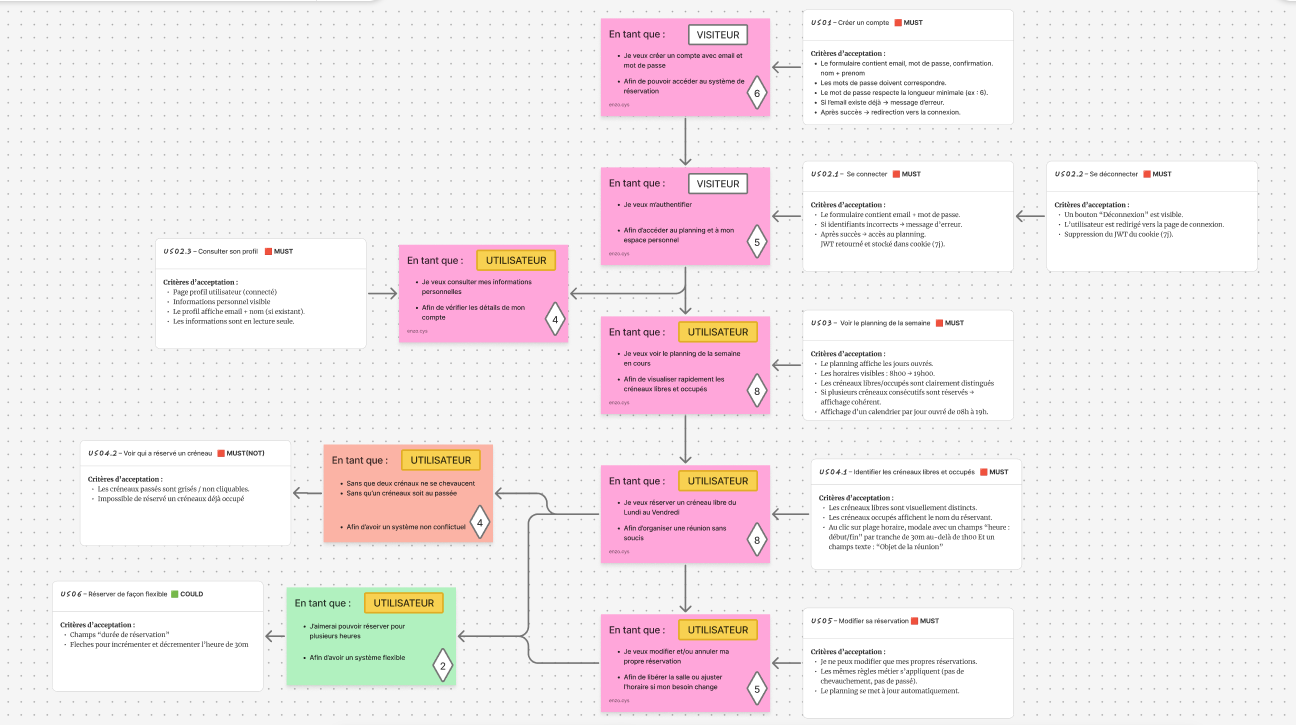 En tant que :
VISITEUR
• Je veux créer un compte avec email et
mot de passe
• Afin de pouvoir accéder au système de
réservation
6
enzo.cys
US01 – Créer un compte 🟥 MUST
Critères d'acceptation :
• Le formulaire contient email, mot de passe, confirmation.
nom + prenom
• Les mots de passe doivent correspondre.
• Le mot de passe respecte la longueur minimale (ex : 6).
• Si l'email existe déjà → message d'erreur.
• Après succès → redirection vers la connexion.
En tant que :
VISITEUR
• Je veux m'authentifier
• Afin d'accéder au planning et à mon
espace personnel
5
enzo.cys
US02.1 – Se connecter 🟥 MUST
Critères d'acceptation :
• Le formulaire contient email + mot de passe.
• Si identifiants incorrects → message d'erreur.
• Après succès → accès au planning.
JWT retourné et stocké dans cookie (7j).
US02.2 – Se déconnecter 🟥 MUST
Critères d'acceptation :
• Un bouton "Déconnexion" est visible.
• L'utilisateur est redirigé vers la page de connexion.
• Suppression du JWT du cookie (7j).
US02.3 – Consulter son profil 🟥 MUST
Critères d'acceptation :
• Page profil utilisateur (connecté)
• Informations personnel visible
• Le profil affiche email + nom (si existant).
• Les informations sont en lecture seule.
En tant que :
UTILISATEUR
• Je veux consulter mes informations
personnelles
• Afin de vérifier les détails de mon
compte
4
enzo.cys
En tant que :
UTILISATEUR
• Je veux voir le planning de la semaine
en cours
• Afin de visualiser rapidement les
créneaux libres et occupés
8
enzo.cys
US03 – Voir le planning de la semaine 🟥 MUST
Critères d'acceptation :
• Le planning affiche les jours ouvrés.
• Les horaires visibles : 8h00 → 19h00.
• Les créneaux libres/occupés sont clairement distingués
• Si plusieurs créneaux consécutifs sont réservés →
affichage cohérent.
• Affichage d'un calendrier par jour ouvré de 08h à 19h.
US04.2 – Voir qui a réservé un créneau 🟥 MUST(NOT)
Critères d'acceptation :
• Les créneaux passés sont grisés / non cliquables.
• Impossible de réservé un créneaux déjà occupé
En tant que :
UTILISATEUR
• Sans que deux crénaux ne se chevaucent
• Sans qu'un créneaux soit au passée
• Afin d'avoir un système non conflictuel
4
En tant que :
UTILISATEUR
• Je veux réserver un créneau libre du
Lundi au Vendredi
• Afin d'organiser une réunion sans
soucis
8
enzo.cys
US04.1 – Identifier les créneaux libres et occupés 🟥 MUST
Critères d'acceptation :
• Les créneaux libres sont visuellement distincts.
• Les créneaux occupés affichent le nom du réservant.
• Au clic sur plage horaire, modale avec un champs "heure :
début/fin" par tranche de 30m au-delà de 1h00 Et un
champs texte : "Objet de la réunion"
US06 – Réserver de façon flexible 🟩 COULD
Critères d'acceptation :
• Champs "durée de réservation"
• Fleches pour incrémenter et décrementer l'heure de 30m
En tant que :
UTILISATEUR
• J'aimerai pouvoir réserver pour
plusieurs heures
• Afin d'avoir un système flexible
2
En tant que :
UTILISATEUR
• Je veux modifier et/ou annuler ma
propre réservation
• Afin de libérer la salle ou ajuster
l'horaire si mon besoin change
5
enzo.cys
US05 – Modifier sa réservation 🟥 MUST
Critères d'acceptation :
• Je ne peux modifier que mes propres réservations.
• Les mêmes règles métier s'appliquent (pas de
chevauchement, pas de passé).
• Le planning se met à jour automatiquement.